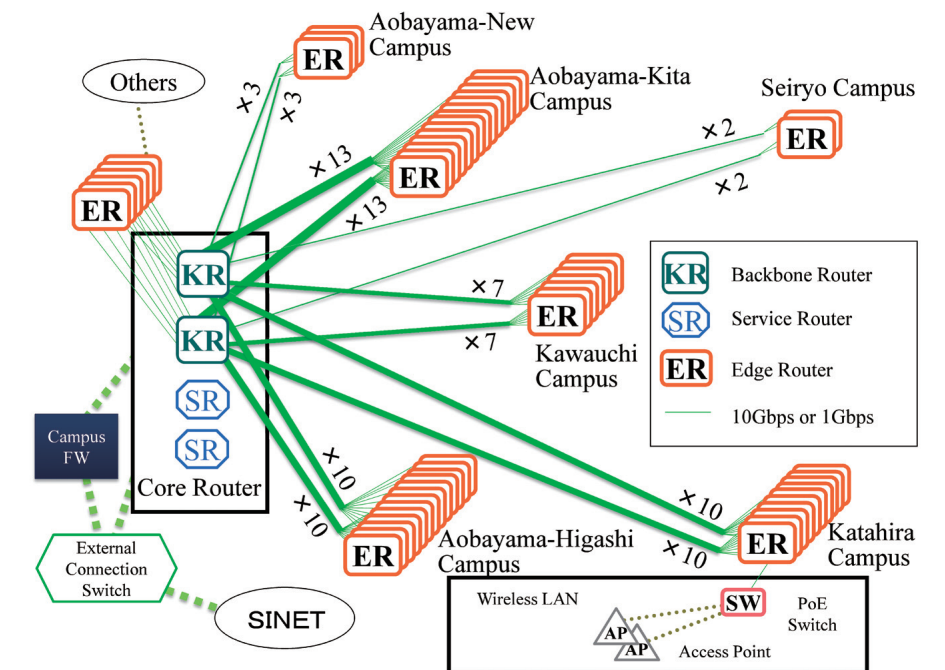 Aobayama-New
Campus
ER
×3
×3
Others
Aobayama-Kita
Campus
ER
×13
×13
Seiryo Campus
ER
×2
×2
ER
KR
KR
SR
SR
Core Router
×7
×7
ER
Kawauchi
Campus
KR
Backbone Router
SR
Service Router
ER
Edge Router
10Gbps or 1Gbps
Campus
FW
External
Connection
Switch
SINET
×10
×10
ER
Aobayama-Higashi
Campus
×10
×10
ER
Katahira
Campus
Wireless LAN
SW
PoE
Switch
AP
AP
Access Point